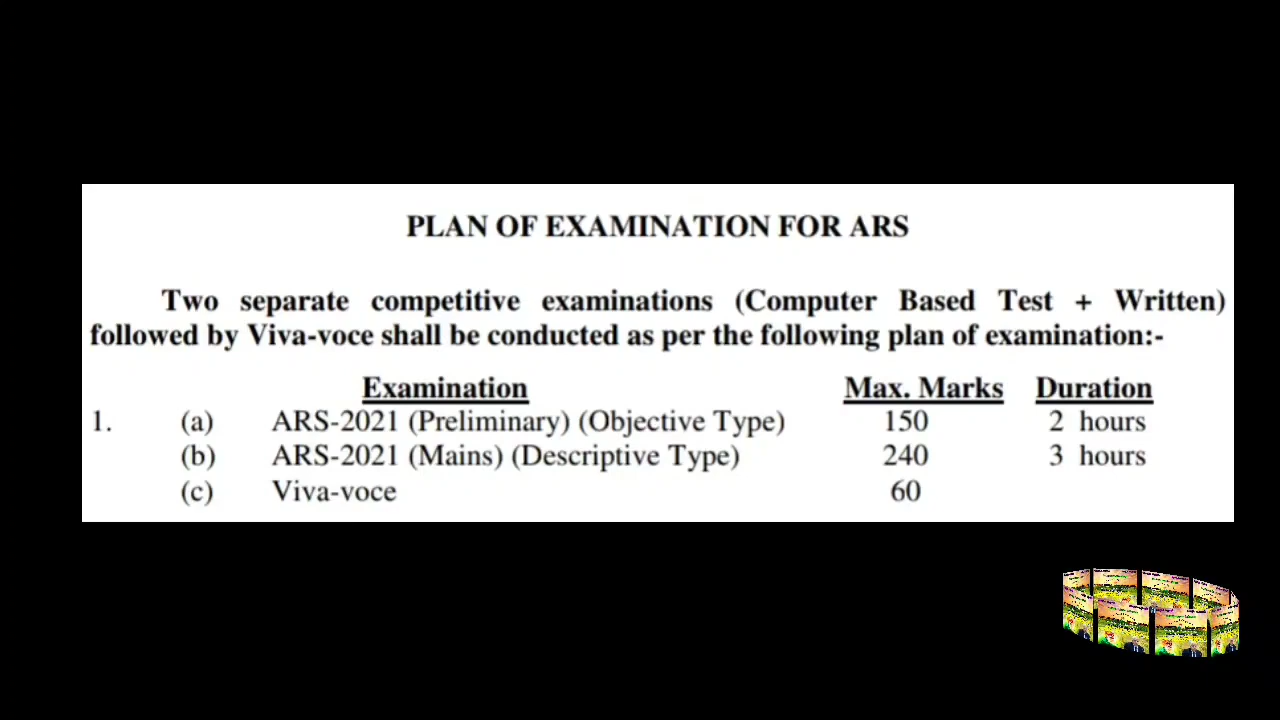 PLAN OF EXAMINATION FOR ARS
Two separate competitive examinations (Computer Based Test + Written)
followed by Viva-voce shall be conducted as per the following plan of examination:-
Examination Max. Marks Duration
1. (a) ARS-2021 (Preliminary) (Objective Type) 150 2 hours
(b) ARS-2021 (Mains) (Descriptive Type) 240 3 hours
(c) Viva-voce 60